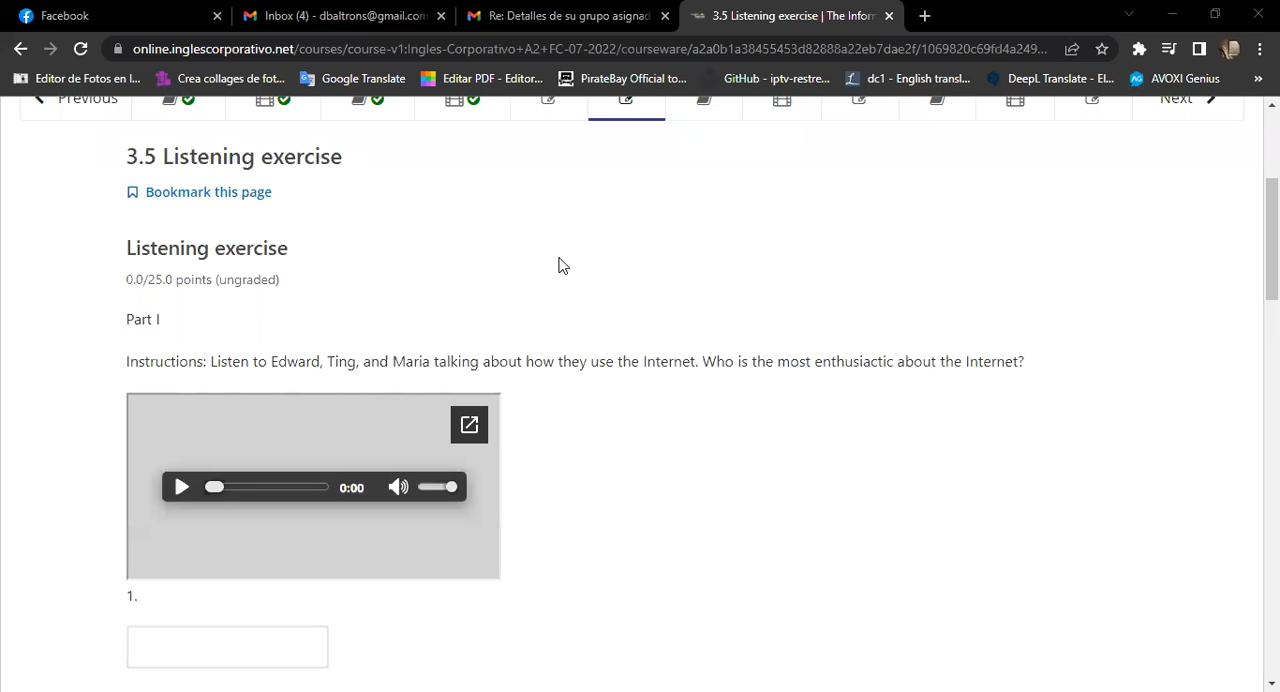 Facebook
Inbox (4) - dbaltrons@gmail.com
Re: Detalles de su grupo asignad
3.5 Listening exercise | The Inforr
online.inglescorporativo.net/courses/course-v1:Ingles-Corporativo+A2+FC-07-2022/courseware/a2a0b1a38455453d82888a22eb7dae2f/1069820c69fd4a249...
Editor de Fotos en l...
Crea collages de fot...
Google Translate
Editar PDF - Editor...
PirateBay Official to...
GitHub - iptv-restre...
dc1 - English transl...
DeepL Translate - El...
AVOXI Genius
»
Previous
Next
3.5 Listening exercise
Bookmark this page
Listening exercise
0.0/25.0 points (ungraded)
Part I
Instructions: Listen to Edward, Ting, and Maria talking about how they use the Internet. Who is the most enthusiactic about the Internet?
0:00
1.